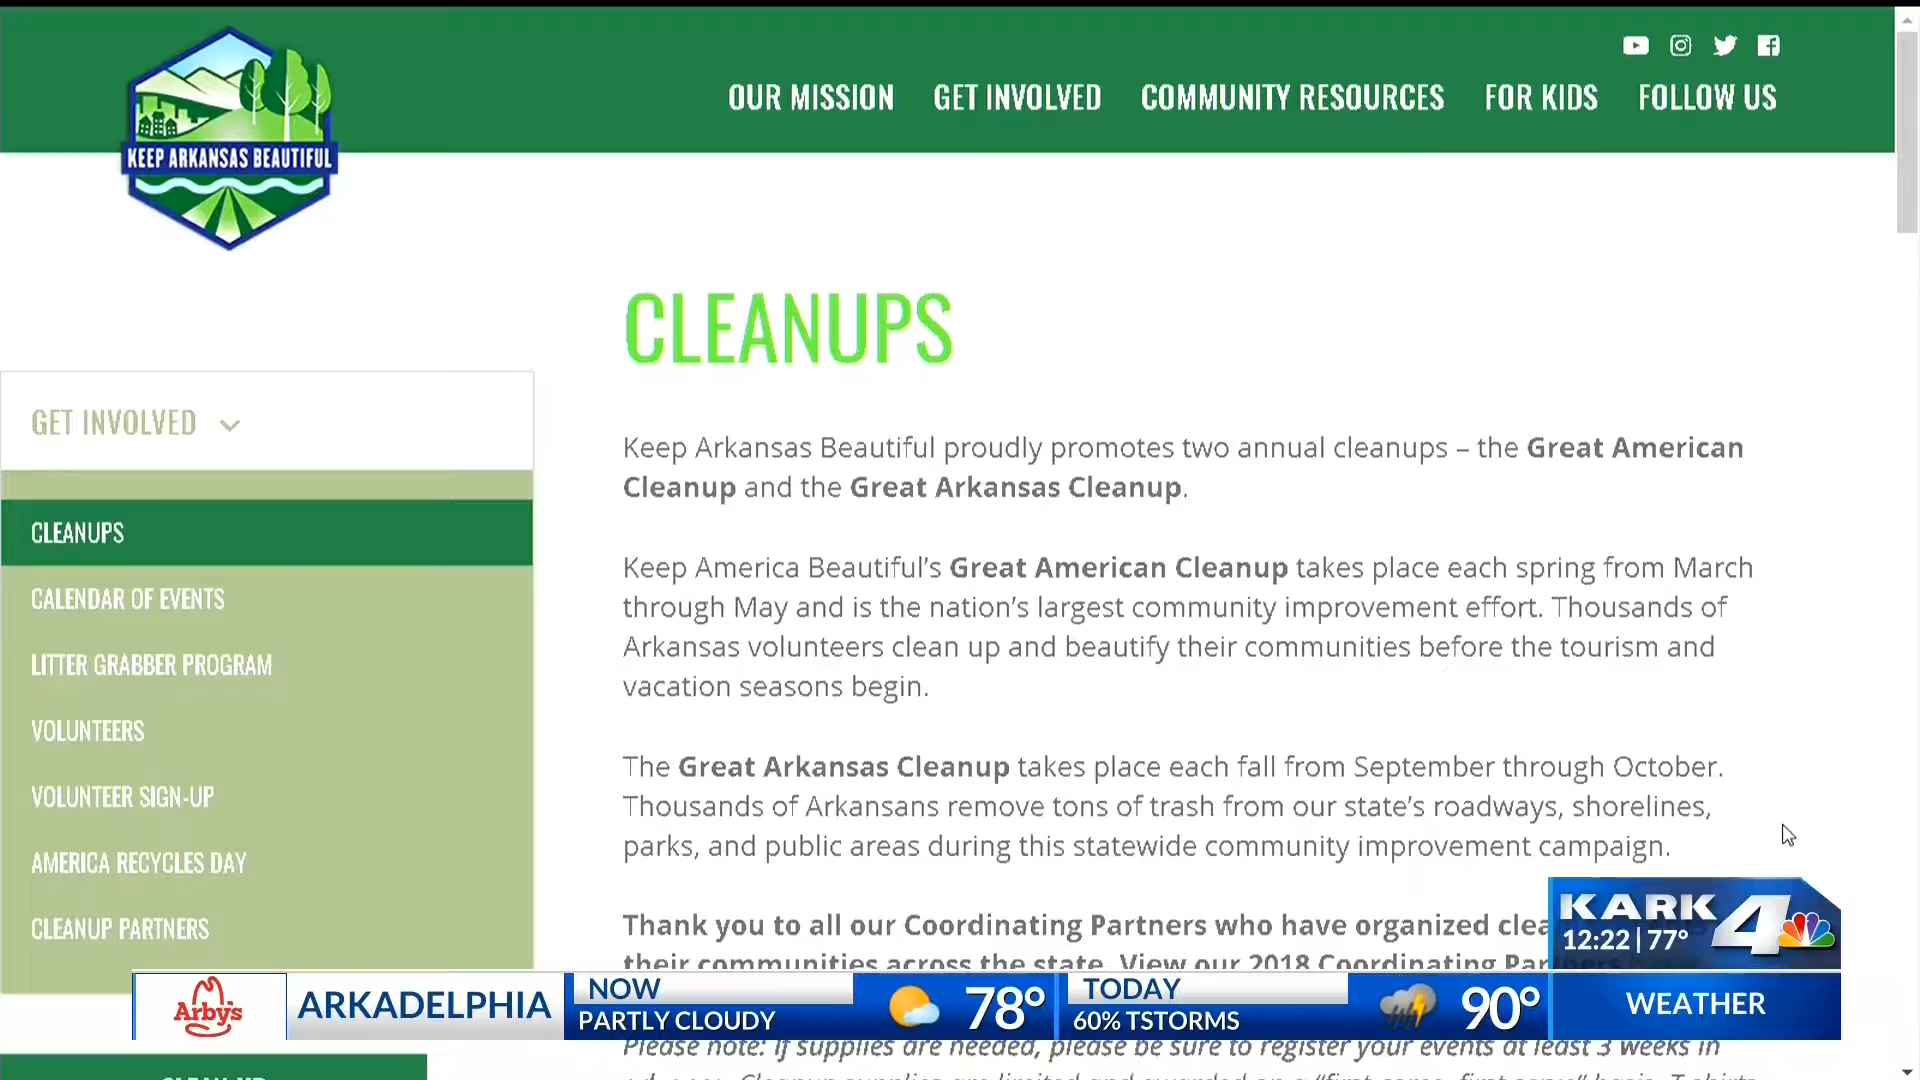 OUR MISSION GET INVOLVED COMMUNITY RESOURCES FOR KIDS FOLLOW US
KEEP ARKANSAS BEAUTIFUL
CLEANUPS
GET INVOLVED
CLEANUPS
CALENDAR OF EVENTS
LITTER GRABBER PROGRAM
VOLUNTEERS
VOLUNTEER SIGN-UP
AMERICA RECYCLES DAY
CLEANUP PARTNERS
Keep Arkansas Beautiful proudly promotes two annual cleanups – the Great American
Cleanup and the Great Arkansas Cleanup.
Keep America Beautiful's Great American Cleanup takes place each spring from March
through May and is the nation's largest community improvement effort. Thousands of
Arkansas volunteers clean up and beautify their communities before the tourism and
vacation seasons begin.
The Great Arkansas Cleanup takes place each fall from September through October.
Thousands of Arkansans remove tons of trash from our state's roadways, shorelines,
parks, and public areas during this statewide community improvement campaign.
Thank you to all our Coordinating Partners who have organized
their communities across the state. View our 2018 Coordinating
KARK 4
12:22 | 77°
Arby's ARKADELPHIA NOW PARTLY CLOUDY 78° TODAY 60% TSTORMS 90° WEATHER
Please note: If supplies are needed, please be sure to register your events at least 3 weeks in